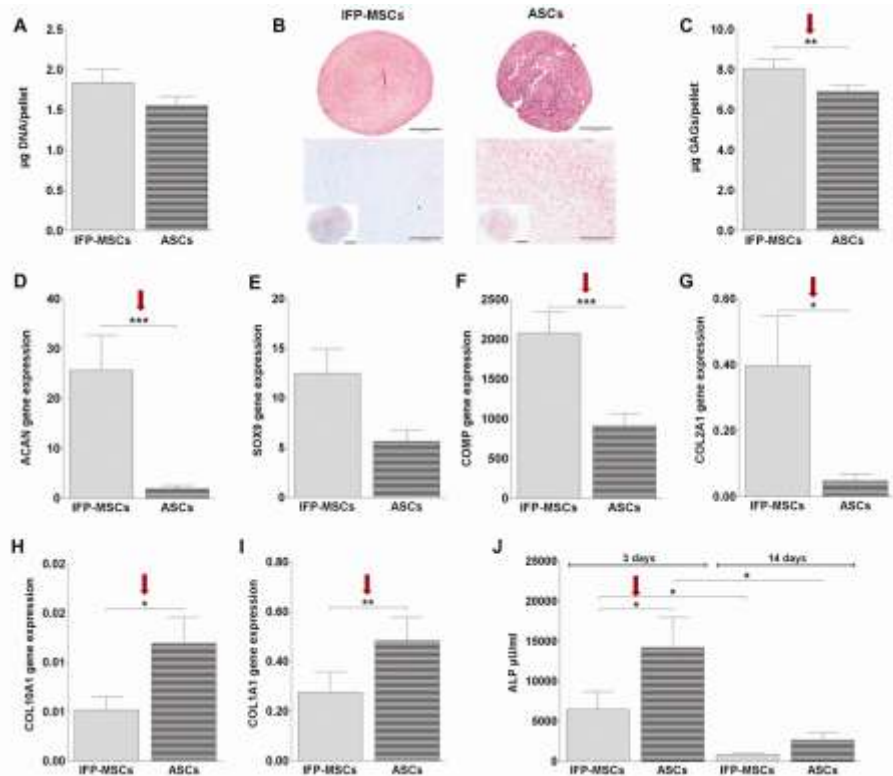 A
µg DNA/pellet
2.5
2.0
1.5
1.0
0.5
0.0
IFP-MSCs
ASCs
B
IFP-MSCs
ASCs
C
µg GAGs/pellet
10.0
8.0
6.0
4.0
2.0
0.0
**
IFP-MSCs
ASCs
D
ACAN gene expression
40
30
20
10
0
***
IFP-MSCs
ASCs
E
SOX9 gene expression
20
15
10
5
0
IFP-MSCs
ASCs
F
COMP gene expression
2500
2000
1500
1000
500
0
***
IFP-MSCs
ASCs
G
COL2A1 gene expression
0.60
0.40
0.20
0.00
*
IFP-MSCs
ASCs
H
COL10A1 gene expression
0.02
0.02
0.01
0.01
0.00
*
IFP-MSCs
ASCs
I
COL1A1 gene expression
0.80
0.60
0.40
0.20
0.00
**
IFP-MSCs
ASCs
J
ALP µU/ml
25000
20000
15000
10000
5000
0
3 days
14 days
*
*
*
IFP-MSCs
ASCs
IFP-MSCs
ASCs